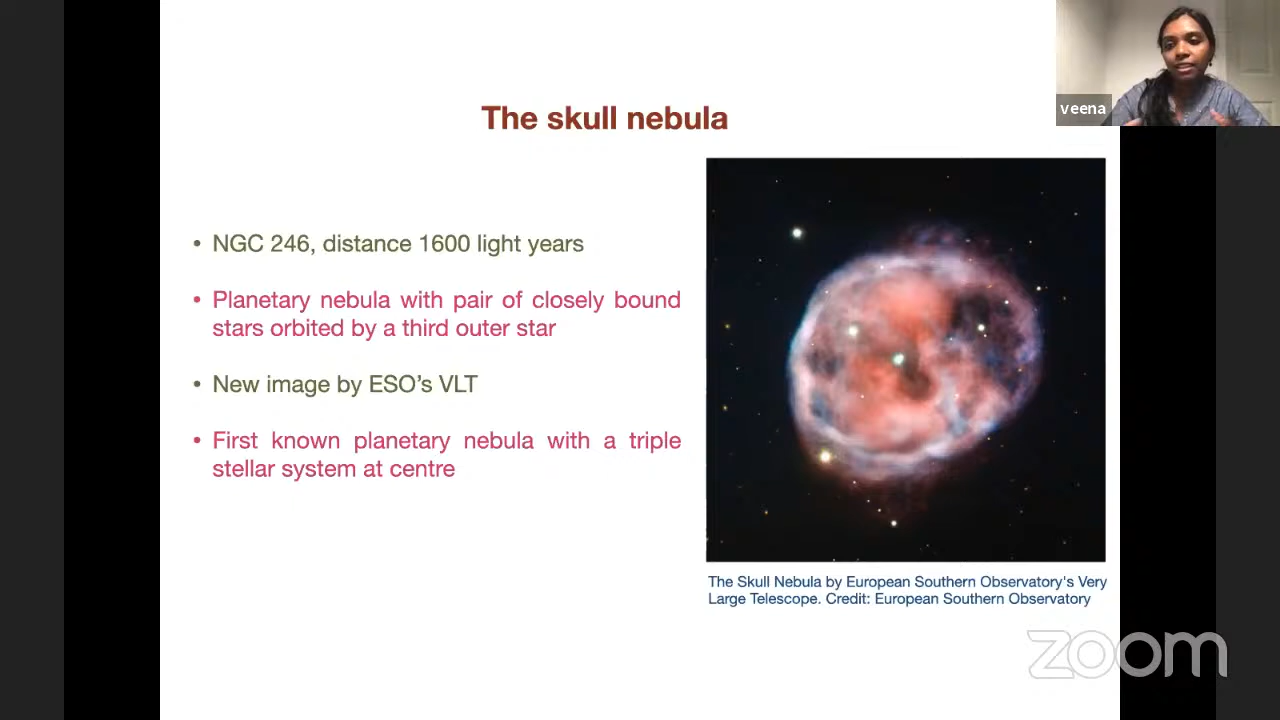 veena
The skull nebula
• NGC 246, distance 1600 light years
• Planetary nebula with pair of closely bound
stars orbited by a third outer star
• New image by ESO’s VLT
• First known planetary nebula with a triple
stellar system at centre
The Skull Nebula by European Southern Observatory's Very
Large Telescope. Credit: European Southern Observatory
zoom